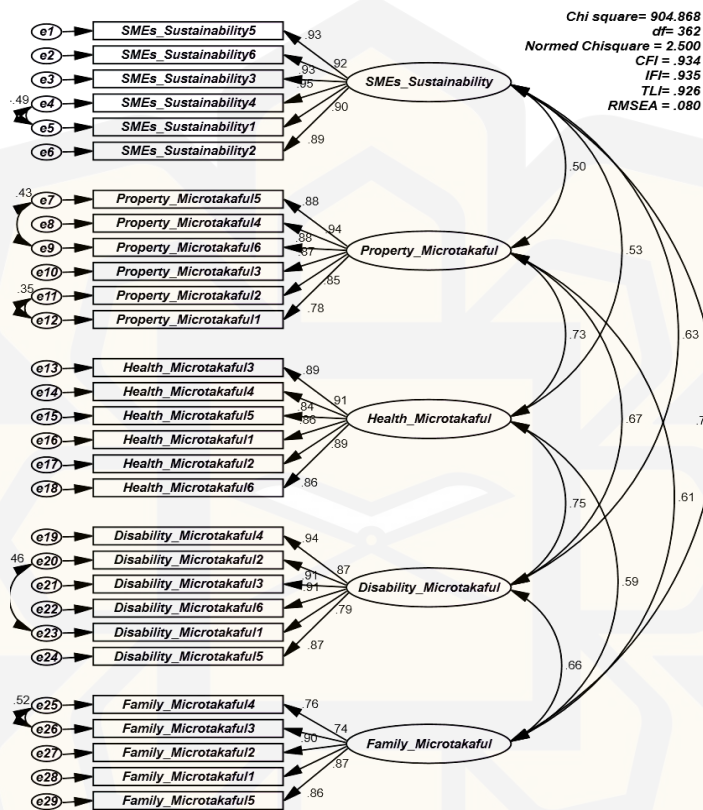 Chi square= 904.868
df= 362
Normed Chisquare = 2.500
CFI = .934
IFI= .935
TLI= .926
RMSEA = .080
e1 SMEs_Sustainability5 .93
e2 SMEs_Sustainability6 .92
e3 SMEs_Sustainability3 .93
SMEs_Sustainability
e4 SMEs_Sustainability4 .95
-.49
e5 SMEs_Sustainability1 .90
e6 SMEs_Sustainability2 .89
.50
.43
e7 Property_Microtakaful5 .88
e8 Property_Microtakaful4 .94
e9 Property_Microtakaful6 .88
Property_Microtakaful
.53
e10 Property_Microtakaful3 .87
.35
e11 Property_Microtakaful2 .85
e12 Property_Microtakaful1 .78
.73
.63
e13 Health_Microtakaful3 .89
e14 Health_Microtakaful4 .91
e15 Health_Microtakaful5 .84
Health_Microtakaful
.67
e16 Health_Microtakaful1 .86
e17 Health_Microtakaful2 .89
e18 Health_Microtakaful6 .86
.75
.61
e19 Disability_Microtakaful4 .94
46
e20 Disability_Microtakaful2 .87
e21 Disability_Microtakaful3 .91
Disability_Microtakaful
.59
e22 Disability_Microtakaful6 .91
e23 Disability_Microtakaful1 .79
e24 Disability_Microtakaful5 .87
.66
.52
e25 Family_Microtakaful4 .76
e26 Family_Microtakaful3 .74
e27 Family_Microtakaful2 .90
Family_Microtakaful
e28 Family_Microtakaful1 .87
e29 Family_Microtakaful5 .86